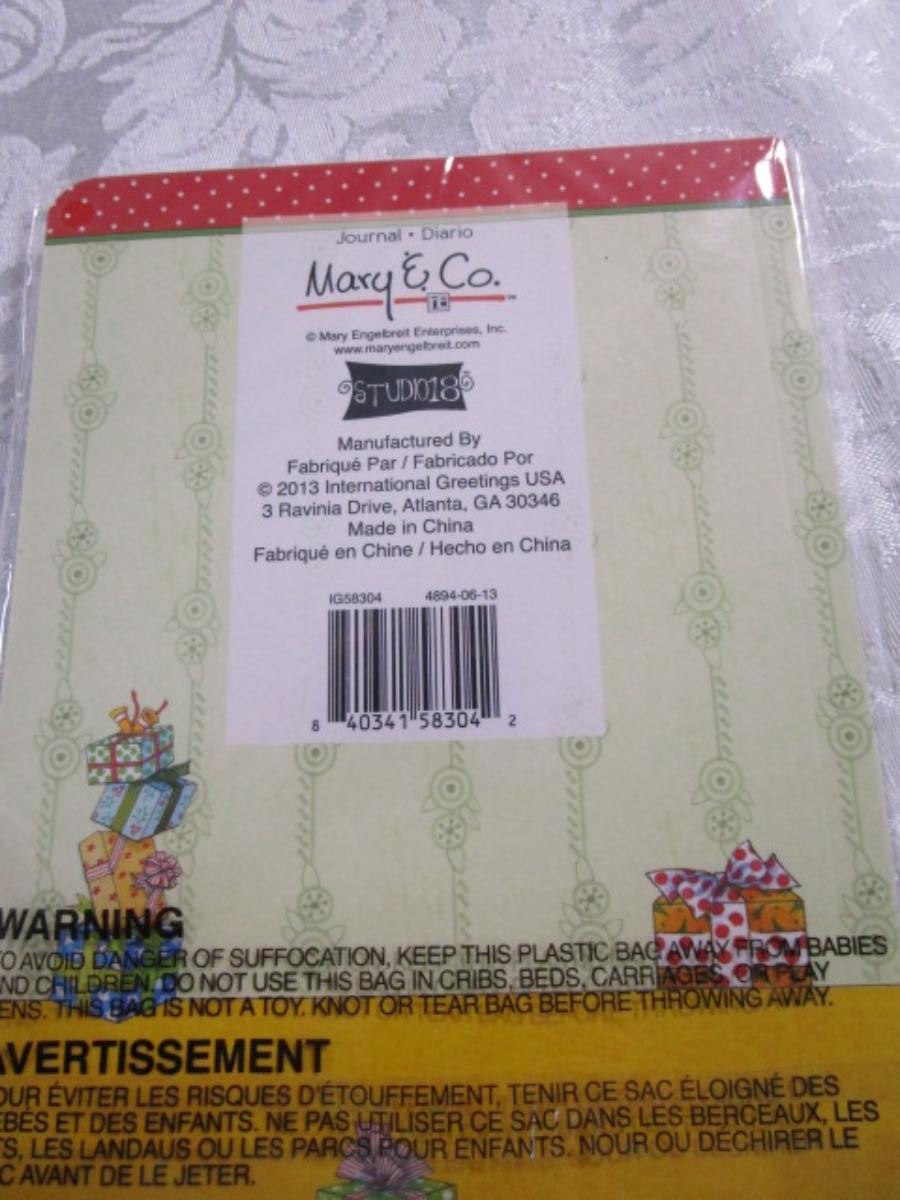 Journal • Diario
Mary & Co.™
© Mary Engelbreit Enterprises, Inc.
www.maryengelbreit.com
STUDIO18
Manufactured By
Fabriqué Par / Fabricado Por
© 2013 International Greetings USA
3 Ravinia Drive, Atlanta, GA 30346
Made in China
Fabriqué en Chine / Hecho en China
IG58304 4894-06-13
8 40341 58304 2
WARNING
TO AVOID DANGER OF SUFFOCATION, KEEP THIS PLASTIC BAG AWAY FROM BABIES
AND CHILDREN. DO NOT USE THIS BAG IN CRIBS, BEDS, CARRIAGES, OR PLAY
ENS. THIS BAG IS NOT A TOY. KNOT OR TEAR BAG BEFORE THROWING AWAY.
AVERTISSEMENT
OUR ÉVITER LES RISQUES D'ÉTOUFFEMENT, TENIR CE SAC ÉLOIGNÉ DES
ÉBÉS ET DES ENFANTS. NE PAS UTILISER CE SAC DANS LES BERCEAUX, LES
TS, LES LANDAUS OU LES PARCS POUR ENFANTS. NOUR OU DÉCHIRER LE
C AVANT DE LE JETER.